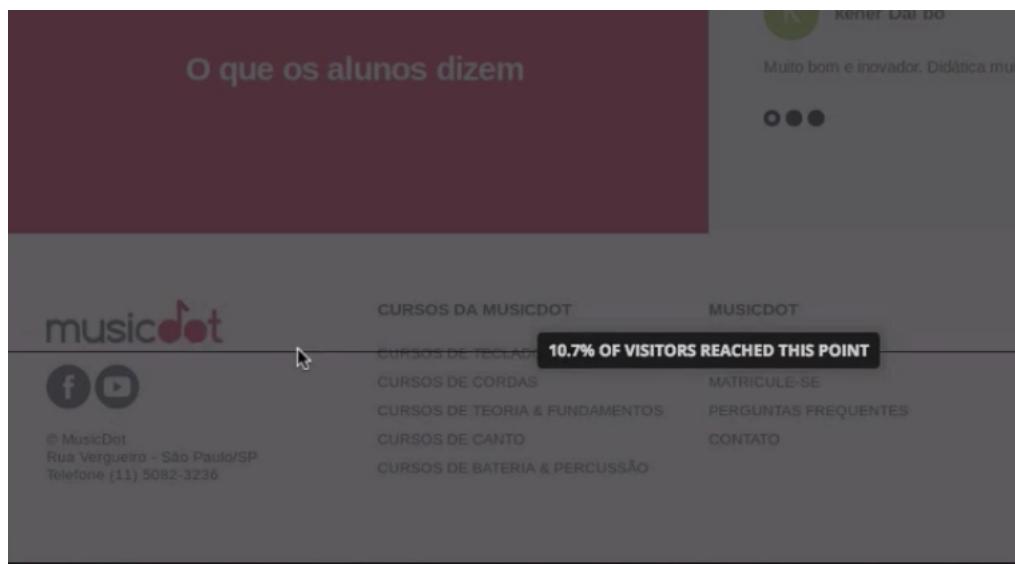 Kener Dal bo
O que os alunos dizem
Muito bom e inovador. Didática
musicdot
CURSOS DA MUSICDOT
MUSICDOT
10.7% OF VISITORS REACHED THIS POINT
CURSOS DE
CURSOS DE CORDAS
MATRICULE-SE
CURSOS DE TEORIA & FUNDAMENTOS
PERGUNTAS FREQUENTES
© MusicDot
CURSOS DE CANTO
CONTATO
Rua Vergueiro - São Paulo/SP
Telefone (11) 5082-3236
CURSOS DE BATERIA & PERCUSSÃO